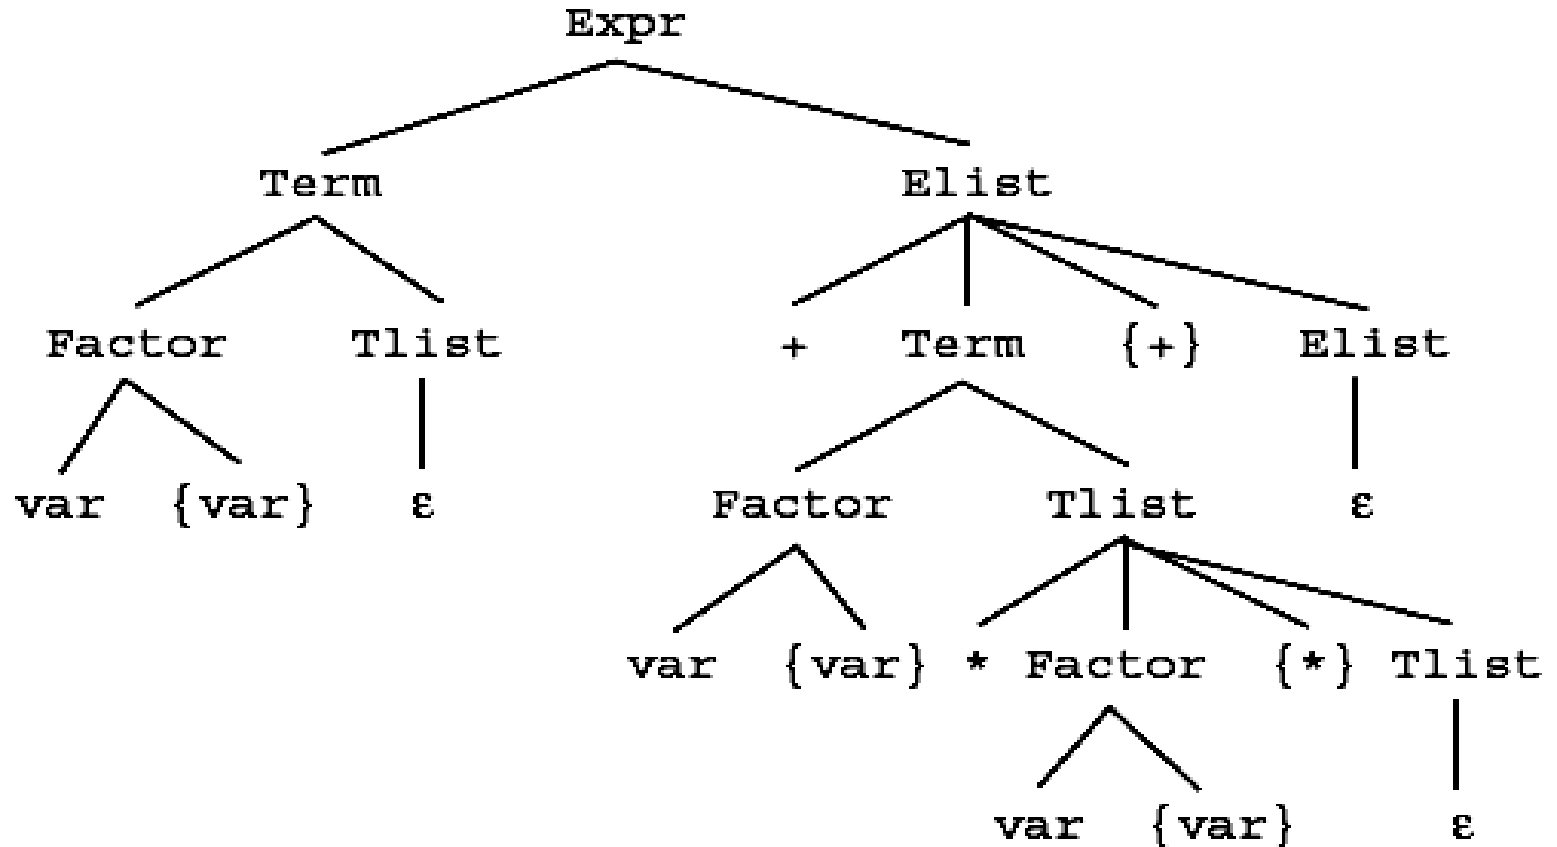 Expr
Term Elist
Factor Tlist + Term {+} Elist
var {var} ε Factor Tlist ε
var {var} * Factor {*} Tlist
var {var} ε